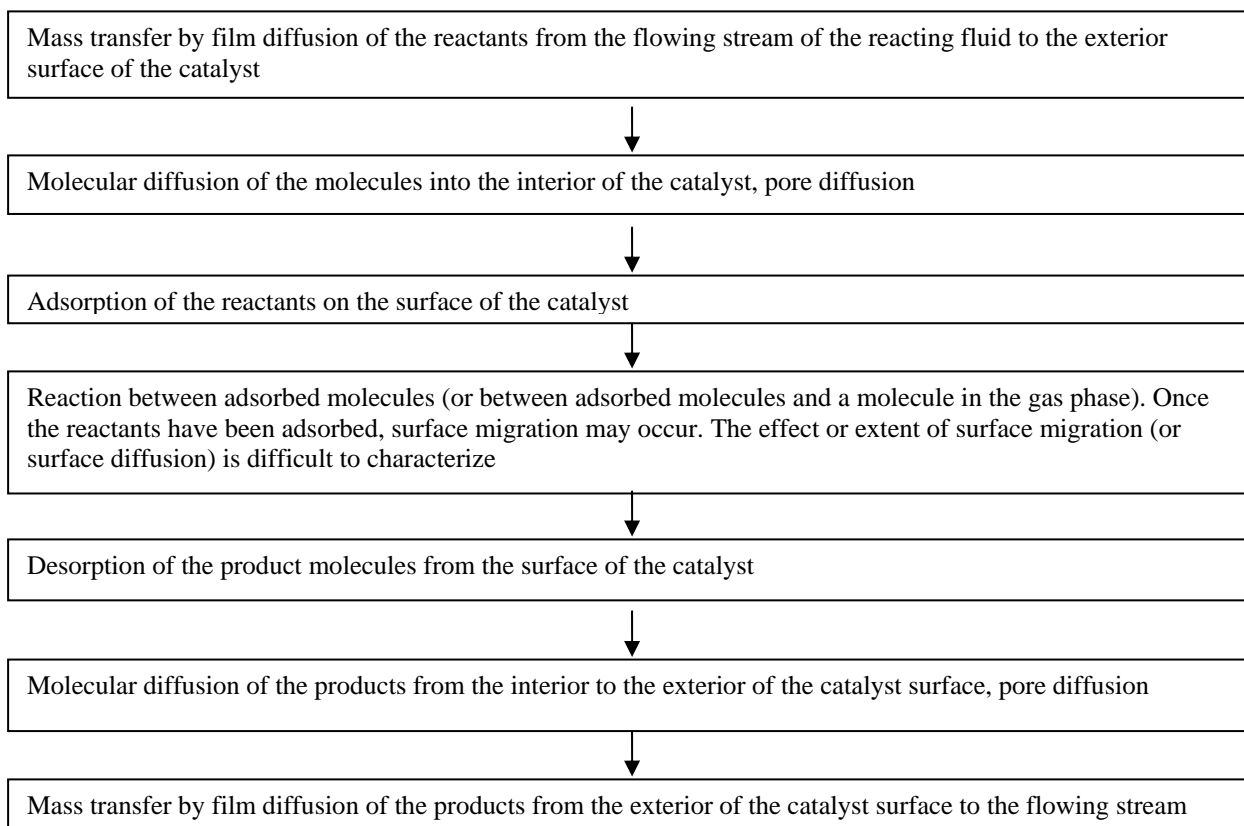 Mass transfer by film diffusion of the reactants from the flowing stream of the reacting fluid to the exterior
surface of the catalyst
Molecular diffusion of the molecules into the interior of the catalyst, pore diffusion
Adsorption of the reactants on the surface of the catalyst
Reaction between adsorbed molecules (or between adsorbed molecules and a molecule in the gas phase). Once
the reactants have been adsorbed, surface migration may occur. The effect or extent of surface migration (or
surface diffusion) is difficult to characterize
Desorption of the product molecules from the surface of the catalyst
Molecular diffusion of the products from the interior to the exterior of the catalyst surface, pore diffusion
Mass transfer by film diffusion of the products from the exterior of the catalyst surface to the flowing stream